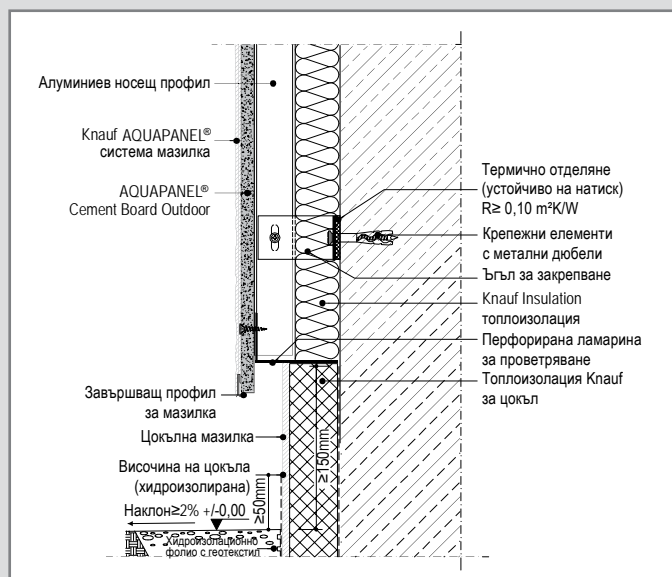 Алуминиев носещ профил
Knauf AQUAPANEL®
система мазилка
AQUAPANEL®
Cement Board Outdoor
Завършващ профил
за мазилка
Цокълна мазилка
Височина на цокъла
(хидроизолирана)
Наклон≥2% +/-0,00
≥50mm
≥150mm
Хидроизолационно
фолио с геотекстил
Термично отделяне
(устойчиво на натиск)
R≥ 0,10 m²K/W
Крепежни елементи
с метални дюбели
Ъгъл за закрепване
Knauf Insulation
топлоизолация
Перфорирана ламарина
за проветряване
Топлоизолация Knauf
за цокъл